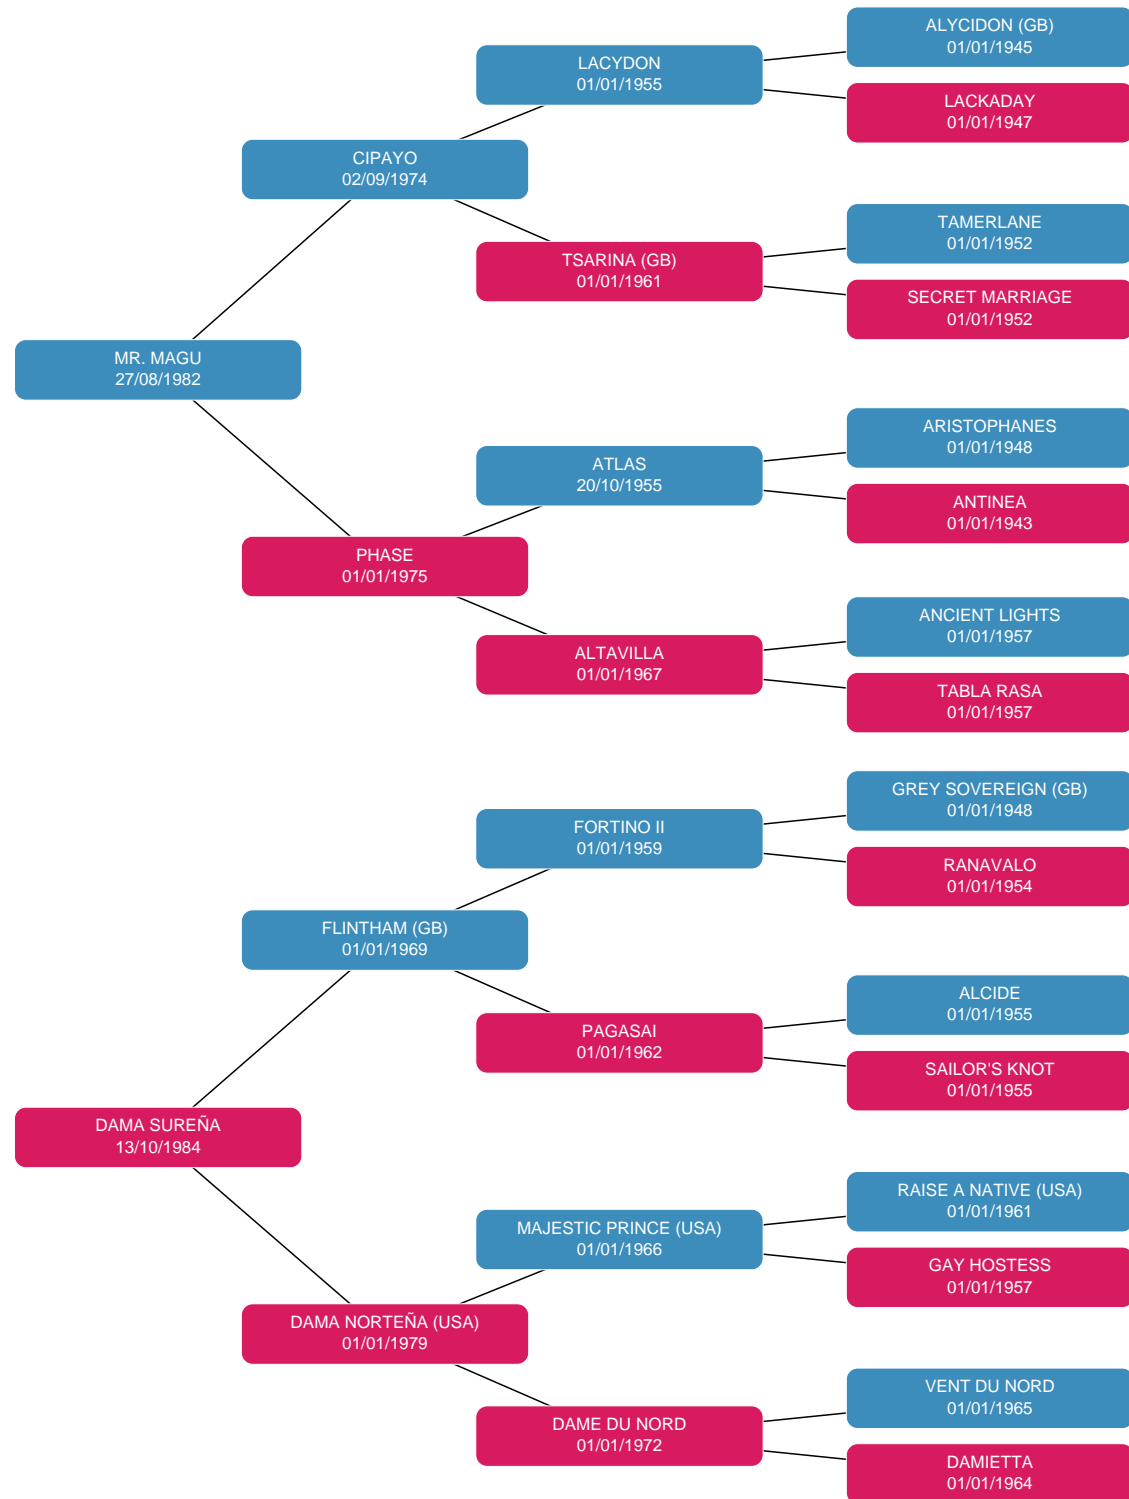 ALYCIDON (GB)
01/01/1945
LACYDON
01/01/1955
LACKADAY
01/01/1947
CIPAYO
02/09/1974
TAMERLANE
01/01/1952
TSARINA (GB)
01/01/1961
SECRET MARRIAGE
01/01/1952
MR. MAGU
27/08/1982
ARISTOPHANES
01/01/1948
ATLAS
20/10/1955
ANTINEA
01/01/1943
PHASE
01/01/1975
ANCIENT LIGHTS
01/01/1957
ALTAVILLA
01/01/1967
TABLA RASA
01/01/1957
GREY SOVEREIGN (GB)
01/01/1948
FORTINO II
01/01/1959
RANAVALO
01/01/1954
FLINTHAM (GB)
01/01/1969
ALCIDE
01/01/1955
PAGASAI
01/01/1962
SAILOR'S KNOT
01/01/1955
DAMA SUREÑA
13/10/1984
RAISE A NATIVE (USA)
01/01/1961
MAJESTIC PRINCE (USA)
01/01/1966
GAY HOSTESS
01/01/1957
DAMA NORTEÑA (USA)
01/01/1979
VENT DU NORD
01/01/1965
DAME DU NORD
01/01/1972
DAMIETTA
01/01/1964